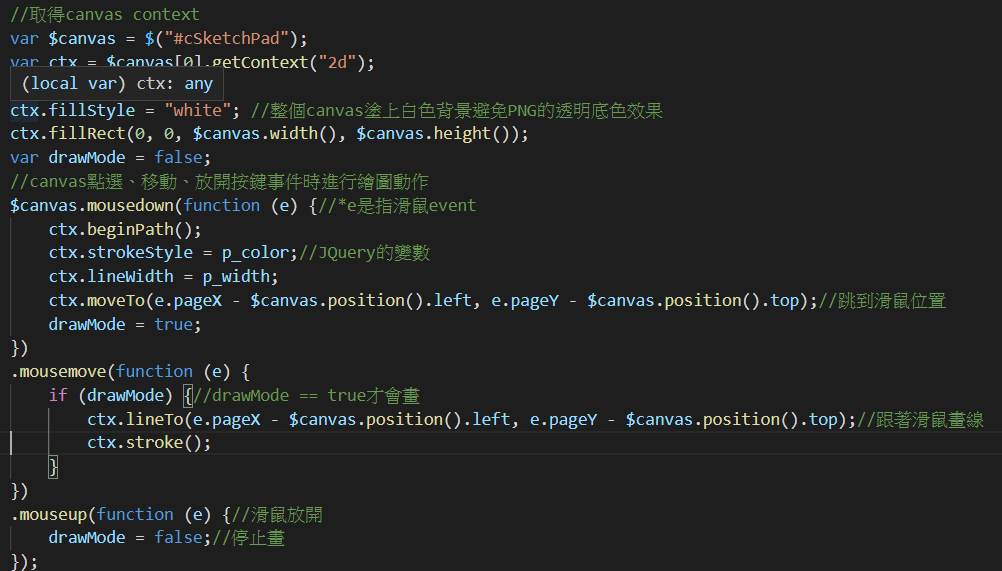 //取得canvas context
var $canvas = $("#cSketchPad");
var ctx = $canvas[0].getContext("2d");
(local var) ctx: any
ctx.fillStyle = "white"; //整個canvas塗上白色背景避免PNG的透明底色效果
ctx.fillRect(0, 0, $canvas.width(), $canvas.height());
var drawMode = false;
//canvas點選、移動、放開按鍵事件時進行繪圖動作
$canvas.mousedown(function (e) {//*e是指滑鼠event
    ctx.beginPath();
    ctx.strokeStyle = p_color;//JQuery的變數
    ctx.lineWidth = p_width;
    ctx.moveTo(e.pageX - $canvas.position().left, e.pageY - $canvas.position().top);//跳到滑鼠位置
    drawMode = true;
})
.mousemove(function (e) {
    if (drawMode) {//drawMode == true才會畫
        ctx.lineTo(e.pageX - $canvas.position().left, e.pageY - $canvas.position().top);//跟著滑鼠畫線
        ctx.stroke();
    }
})
.mouseup(function (e) {//滑鼠放開
    drawMode = false;//停止畫
});